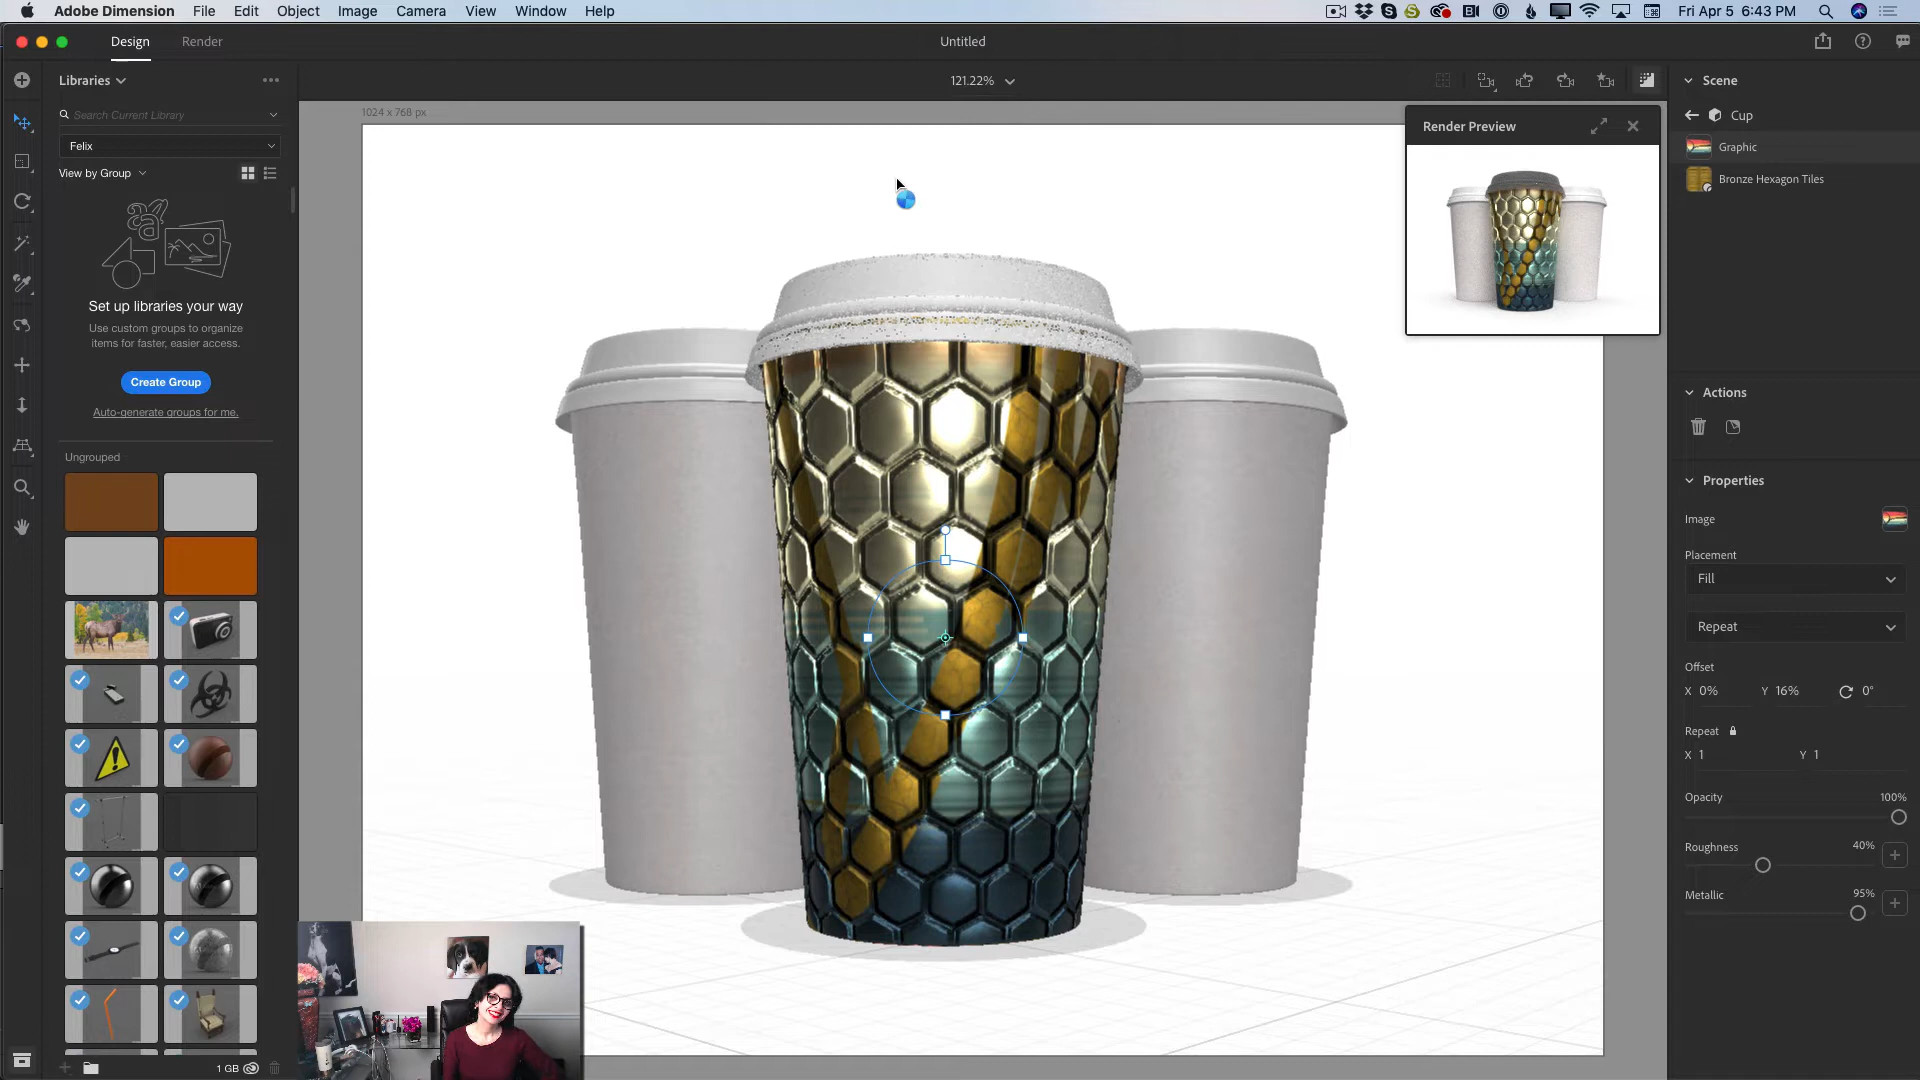 Adobe Dimension File Edit Object Image Camera View Window Help
Fri Apr 5 6:43 PM
Design Render
Untitled
Libraries
121.22%
Scene
Search Current Library
1024 x 768 px
Render Preview
Cup
Felix
Graphic
View by Group
Bronze Hexagon Tiles
Set up libraries your way
Use custom groups to organize
items for faster, easier access.
Create Group
Auto-generate groups for me.
Ungrouped
1 GB
Actions
Properties
Image
Placement
Fill
Repeat
Offset
X 0% Y 16% 0°
Repeat
X 1 Y 1
Opacity 100%
Roughness 40%
Metallic 95%